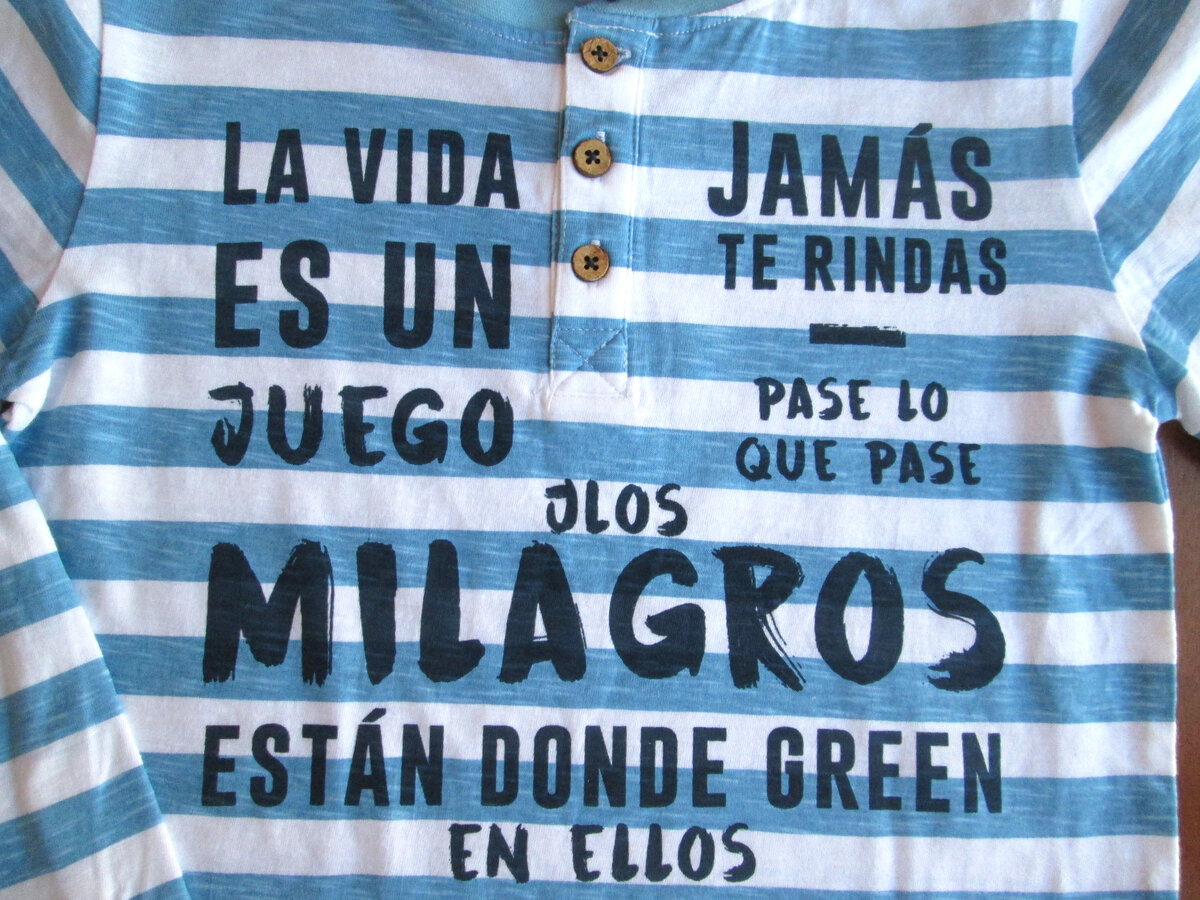 LA VIDA
ES UN
JUEGO
JAMÁS
TE RINDAS
PASE LO
QUE PASE
JLOS
MILAGROS
ESTÁN DONDE GREEN
EN ELLOS